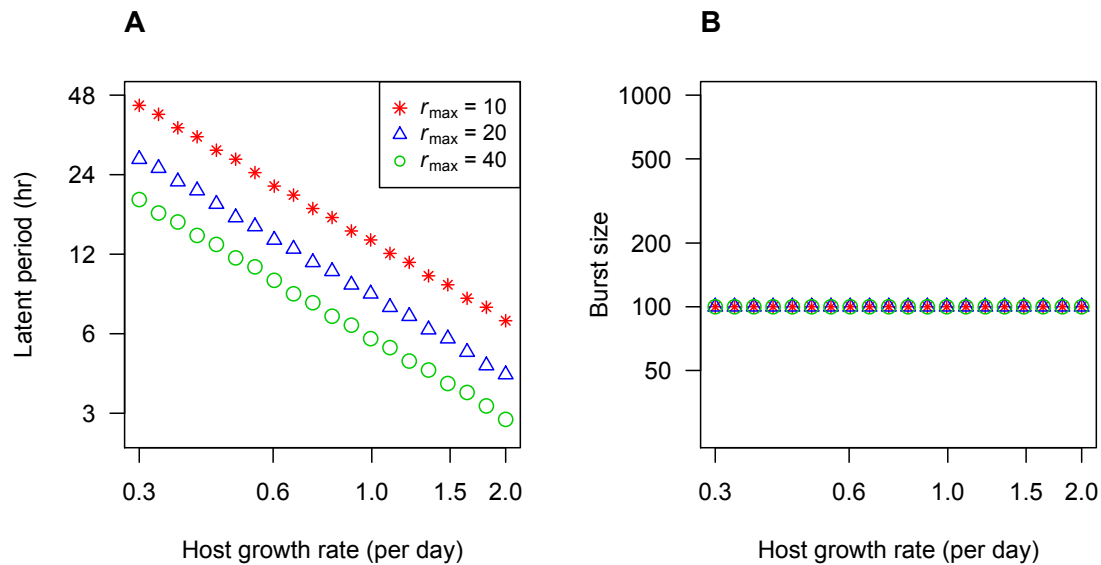 A
Latent period (hr)
48
24
12
6
3
r max = 10
r max = 20
r max = 40
0.3
0.6
1.0
1.5
2.0
Host growth rate (per day)
B
Burst size
1000
500
200
100
50
0.3
0.6
1.0
1.5
2.0
Host growth rate (per day)